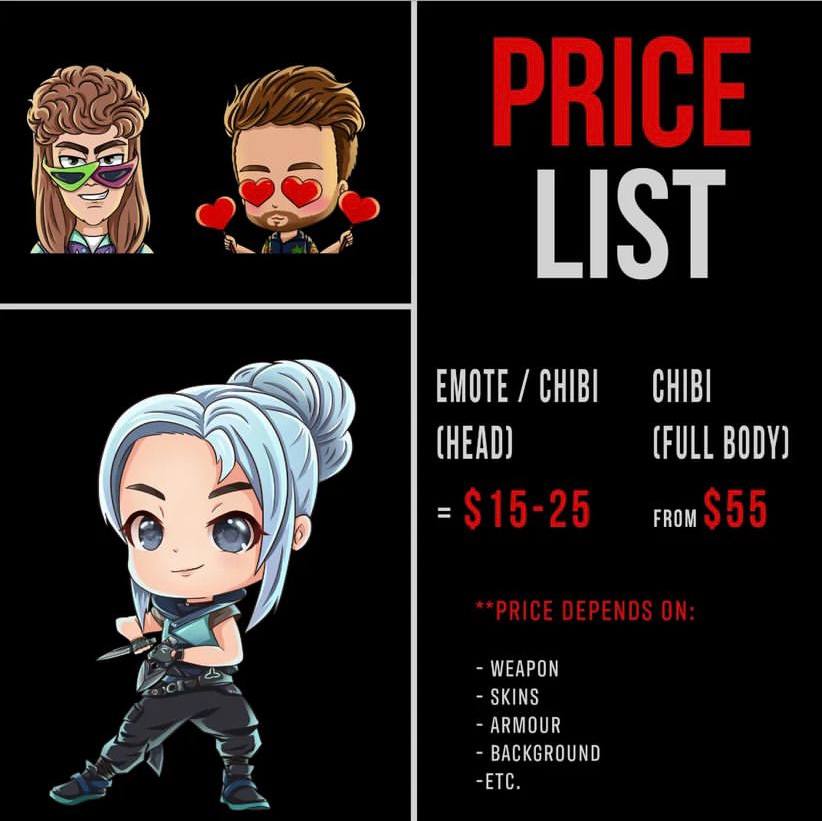 PRICE
LIST
EMOTE / CHIBI
(HEAD)
= $15-25
CHIBI
(FULL BODY)
FROM $55
**PRICE DEPENDS ON:
- WEAPON
- SKINS
- ARMOUR
- BACKGROUND
-ETC.